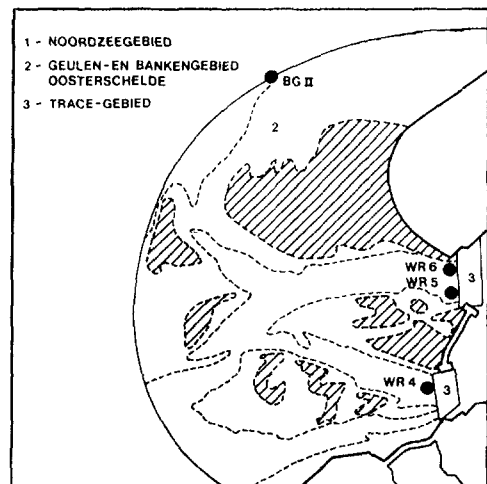 1 - NOORDZEEGEBIED
2 - GEULEN-EN BANKENGEBIED
OOSTERSCHELDE
3 - TRACE-GEBIED
BG II
2
WR 6
3
WR 5
WR 4
3